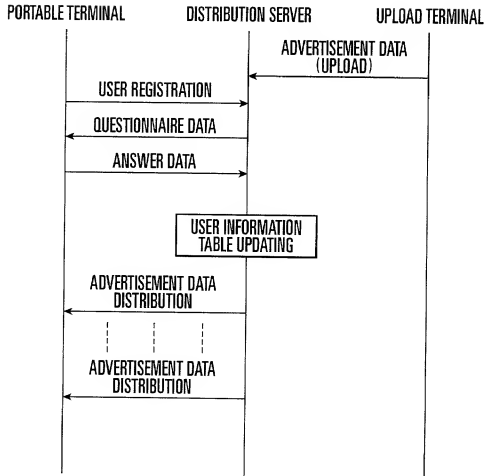 PORTABLE TERMINAL
DISTRIBUTION SERVER
UPLOAD TERMINAL
ADVERTISEMENT DATA
(UPLOAD)
USER REGISTRATION
QUESTIONNAIRE DATA
ANSWER DATA
USER INFORMATION
TABLE UPDATING
ADVERTISEMENT DATA
DISTRIBUTION
ADVERTISEMENT DATA
DISTRIBUTION